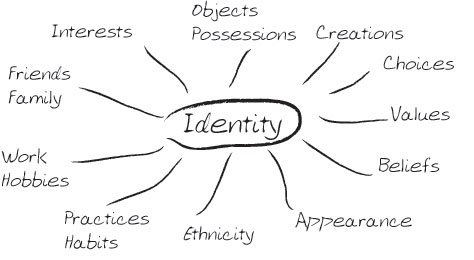 Objects
Possessions
Interests
Creations
Choices
Friends
Family
Identity
Values
Work
Hobbies
Beliefs
Practices
Habits
Ethnicity
Appearance